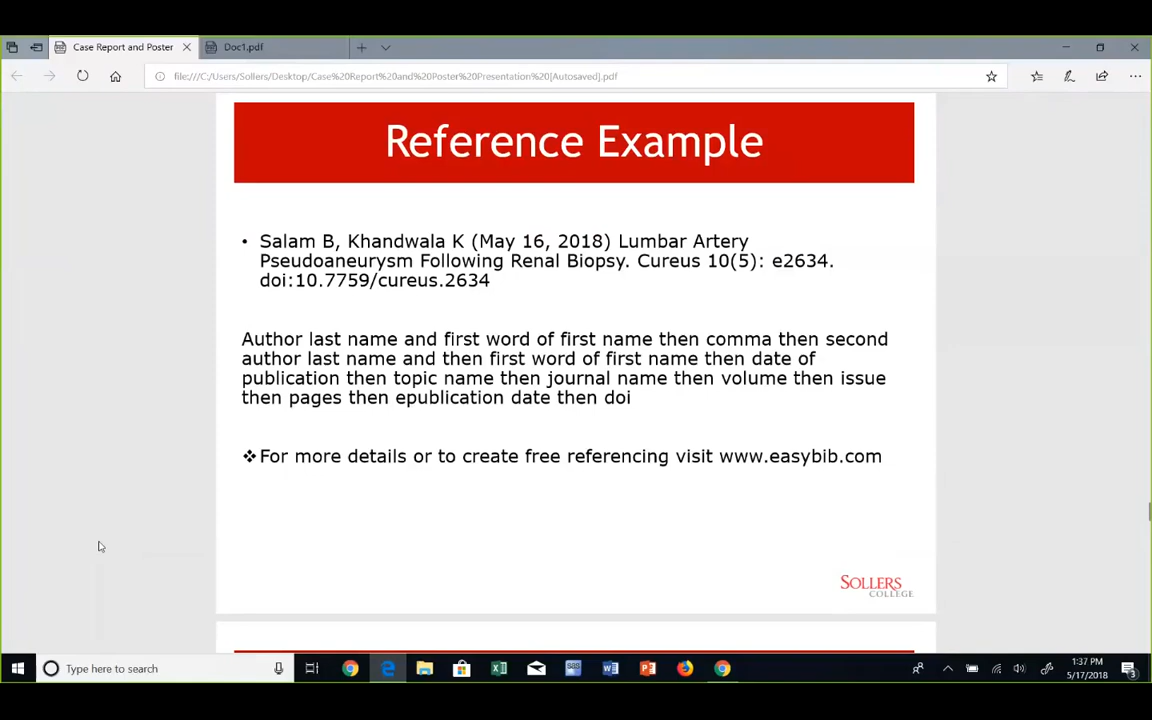 Case Report and Poster
Doc1.pdf
file:///C:/Users/Sollers/Desktop/Case%20Report%20and%20Poster%20Presentation%20[Autosaved].pdf
Reference Example
• Salam B, Khandwala K (May 16, 2018) Lumbar Artery
Pseudoaneurysm Following Renal Biopsy. Cureus 10(5): e2634.
doi:10.7759/cureus.2634
Author last name and first word of first name then comma then second
author last name and then first word of first name then date of
publication then topic name then journal name then volume then issue
then pages then epublication date then doi
❖For more details or to create free referencing visit www.easybib.com
SOLLERS
COLLEGE
Type here to search
1:37 PM
5/17/2018